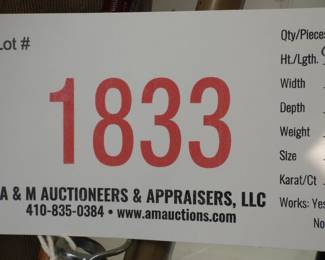 Lot #
1833
A & M AUCTIONEERS & APPRAISERS, LLC
410-835-0384 • www.amauctions.com
Qty/Pieces
Ht./Lgth.
Width
Depth
Weight
Size
Karat/Ct
Works: Yes
No